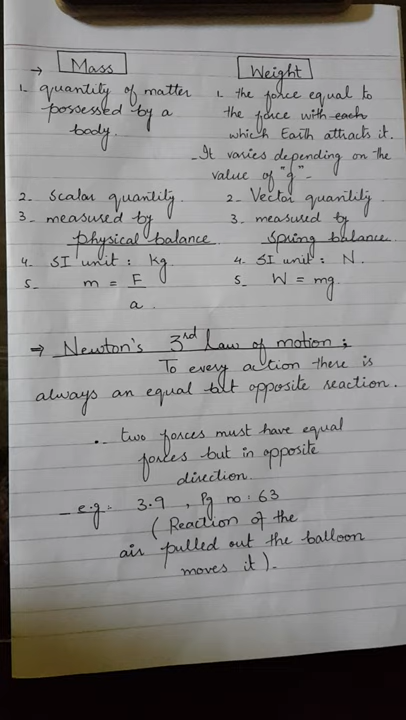 → Mass
1. quantity of matter
possessed by a
body.
2. Scalar quantity.
3. measured by
physical balance
4. SI unit : kg
5. m = F
a
Weight
1. the force equal to
the force with each
which Earth attracts it.
- It varies depending on the
value of "g" -
2. Vector quantity.
3. measured by
Spring balance
4. SI unit : N.
5. W = mg.
⇒ Newton's 3rd Law of motion ;
To every action there is
always an equal but opposite reaction.
∴ two forces must have equal
forces but in opposite
direction.
- e.g. 3.9 , Pg no : 63
( Reaction of the
air pulled out the balloon
moves it ).